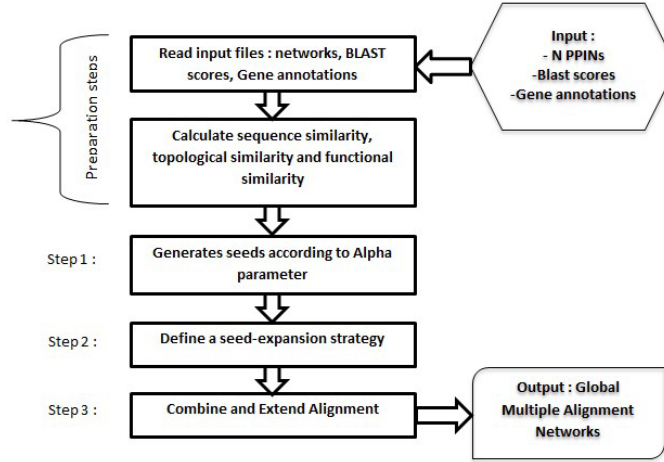 Preparation steps
Read input files : networks, BLAST
scores, Gene annotations
Input :
- N PPINs
-Blast scores
-Gene annotations
Calculate sequence similarity,
topological similarity and functional
similarity
Step 1 :
Generates seeds according to Alpha
parameter
Step 2 :
Define a seed-expansion strategy
Step 3 :
Combine and Extend Alignment
Output : Global
Multiple Alignment
Networks